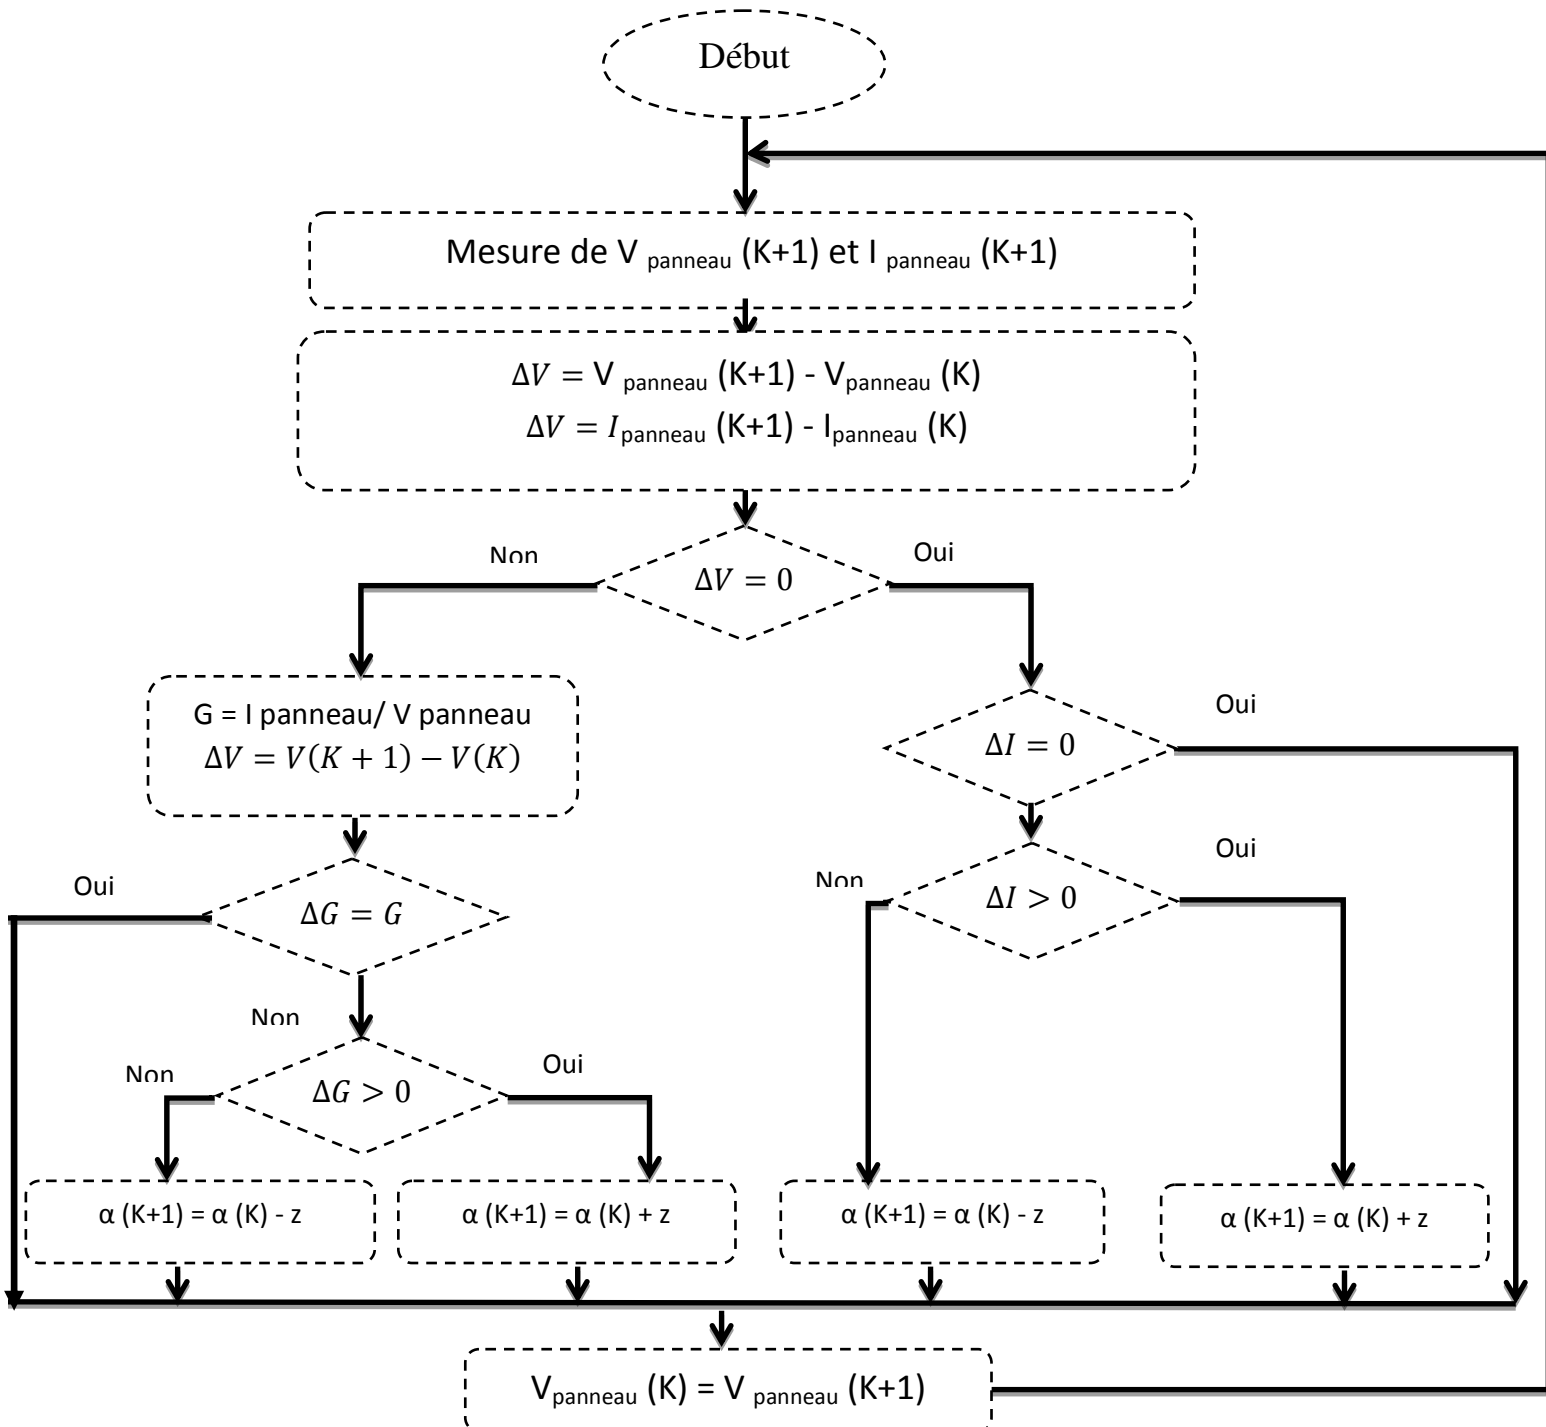 Début
Mesure de V panneau (K+1) et I panneau (K+1)
ΔV = V panneau (K+1) - Vpanneau (K)
ΔV = Ipanneau (K+1) - Ipanneau (K)
Non
Oui
ΔV = 0
G = I panneau/ V panneau
ΔV = V(K + 1) − V(K)
Oui
ΔI = 0
Oui
ΔG = G
Non
Oui
ΔI > 0
Non
Non
Oui
ΔG > 0
α (K+1) = α (K) - z
α (K+1) = α (K) + z
α (K+1) = α (K) - z
α (K+1) = α (K) + z
Vpanneau (K) = V panneau (K+1)